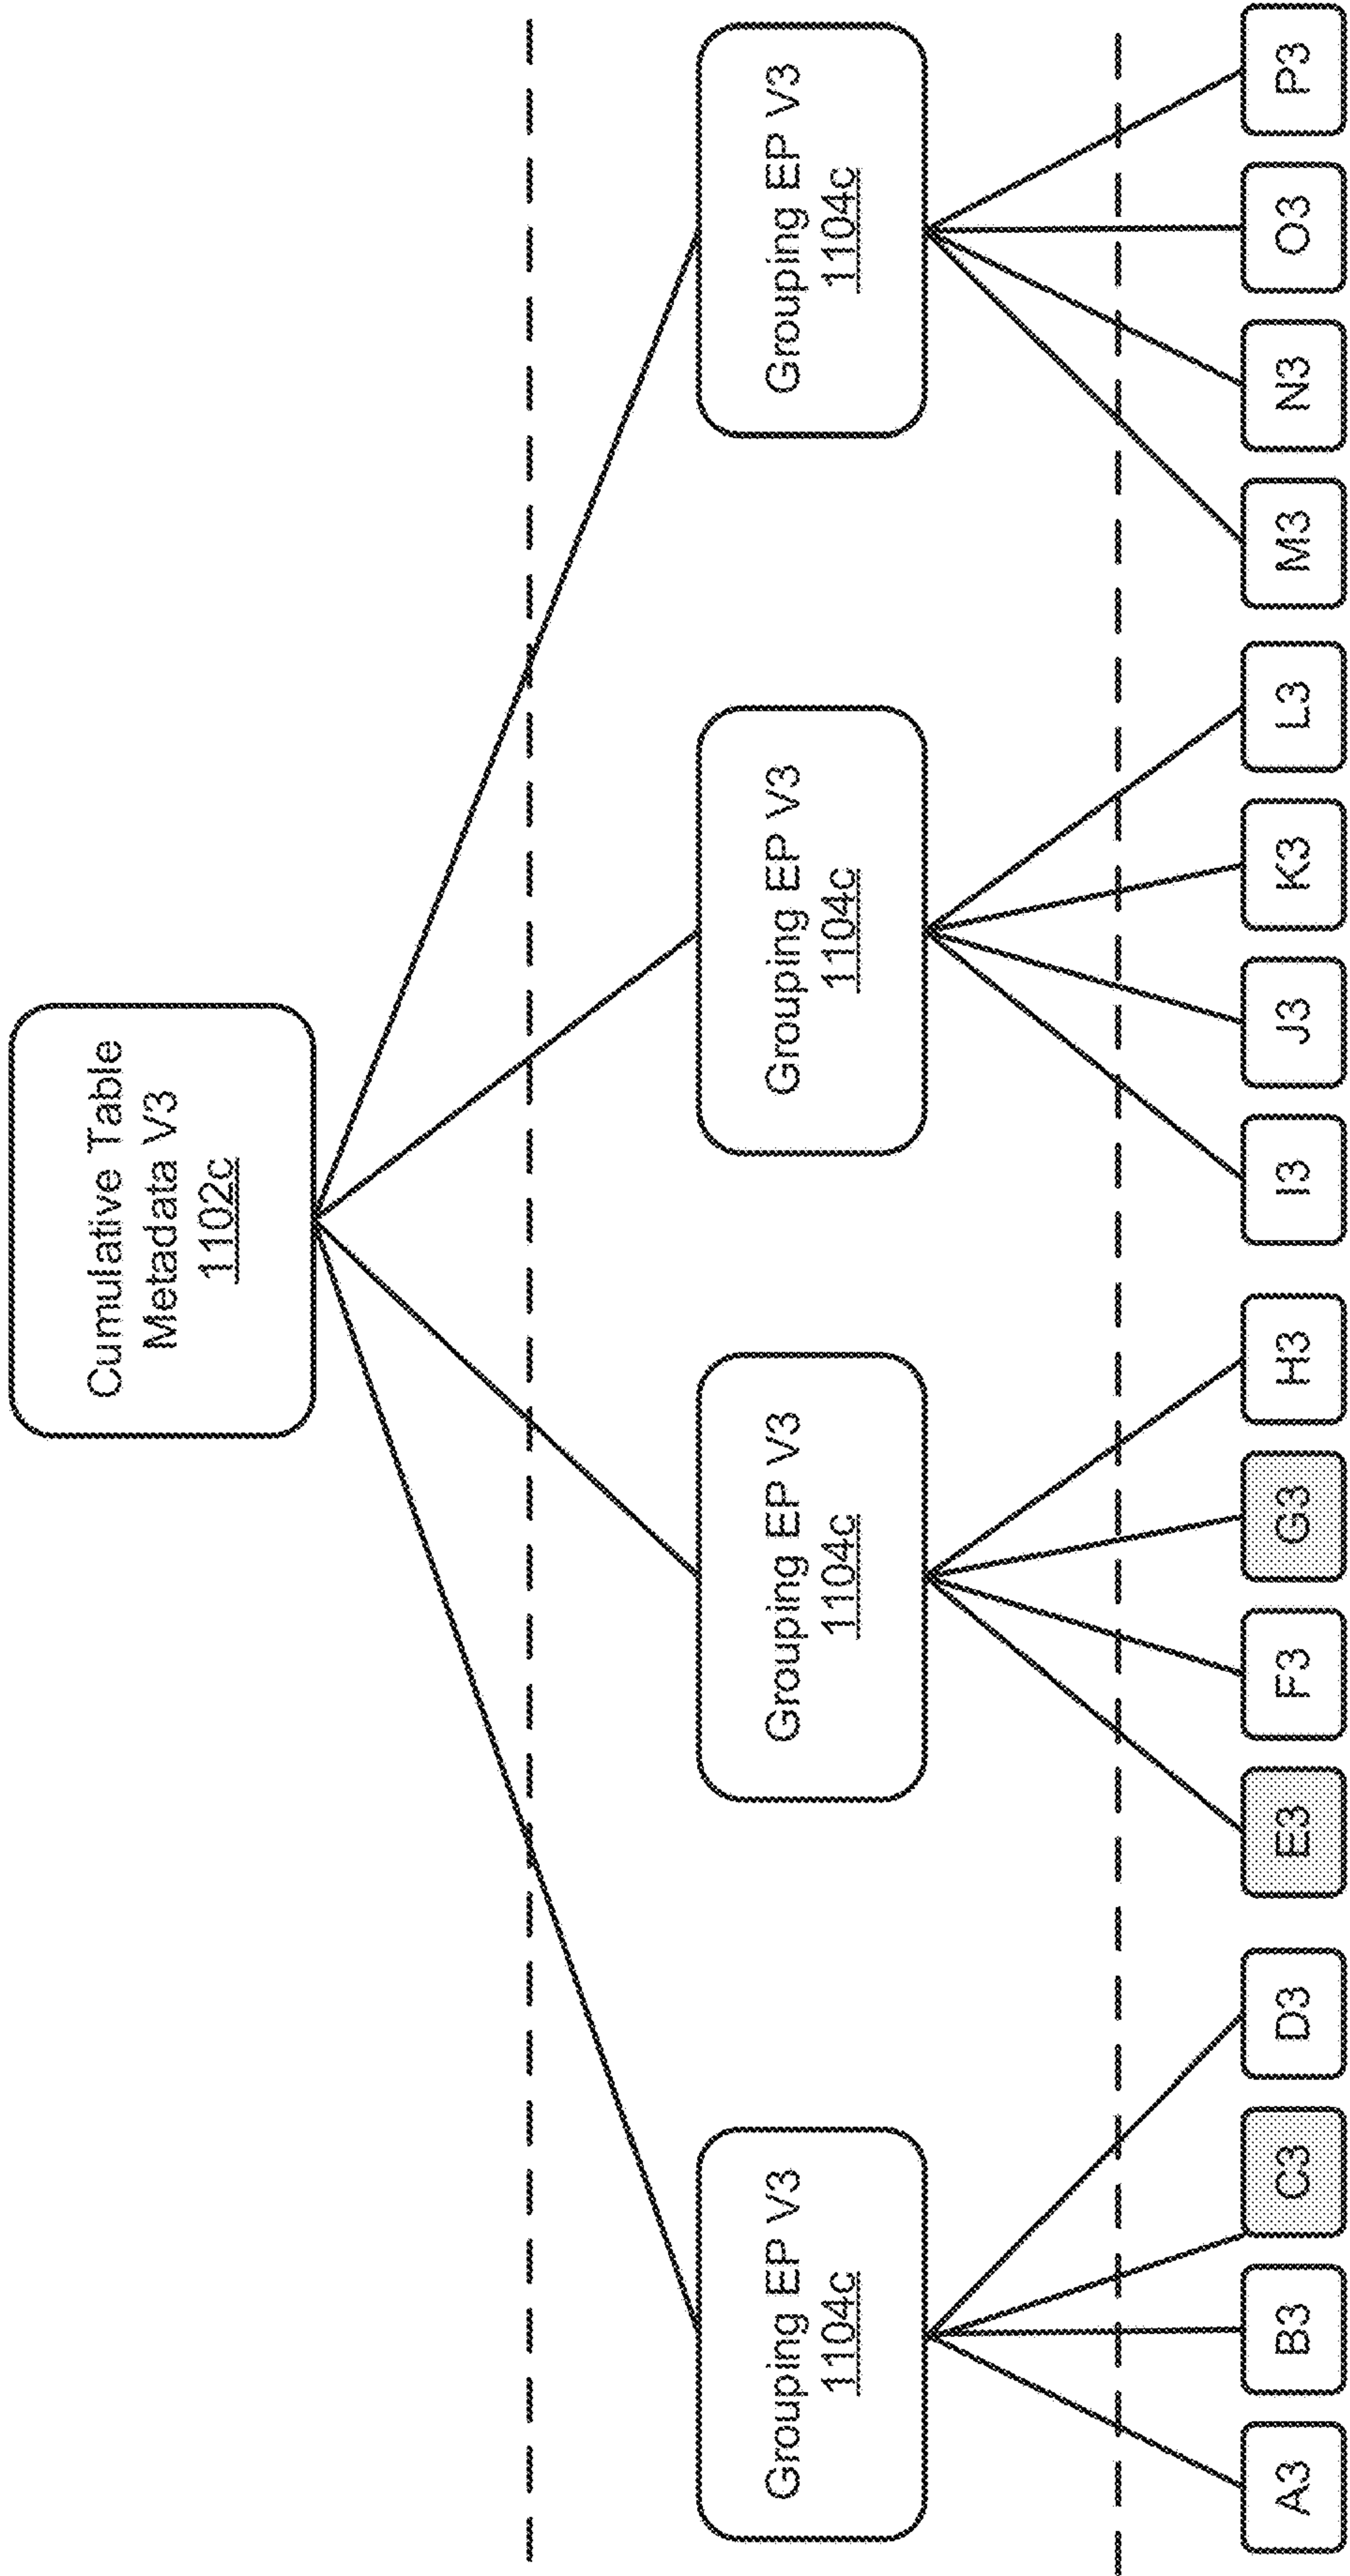 Cumulative Table
Metadata V3
1102c
Grouping EP V3
1104c
Grouping EP V3
1104c
Grouping EP V3
1104c
Grouping EP V3
1104c
A3
B3
C3
D3
E3
F3
G3
H3
I3
J3
K3
L3
M3
N3
O3
P3